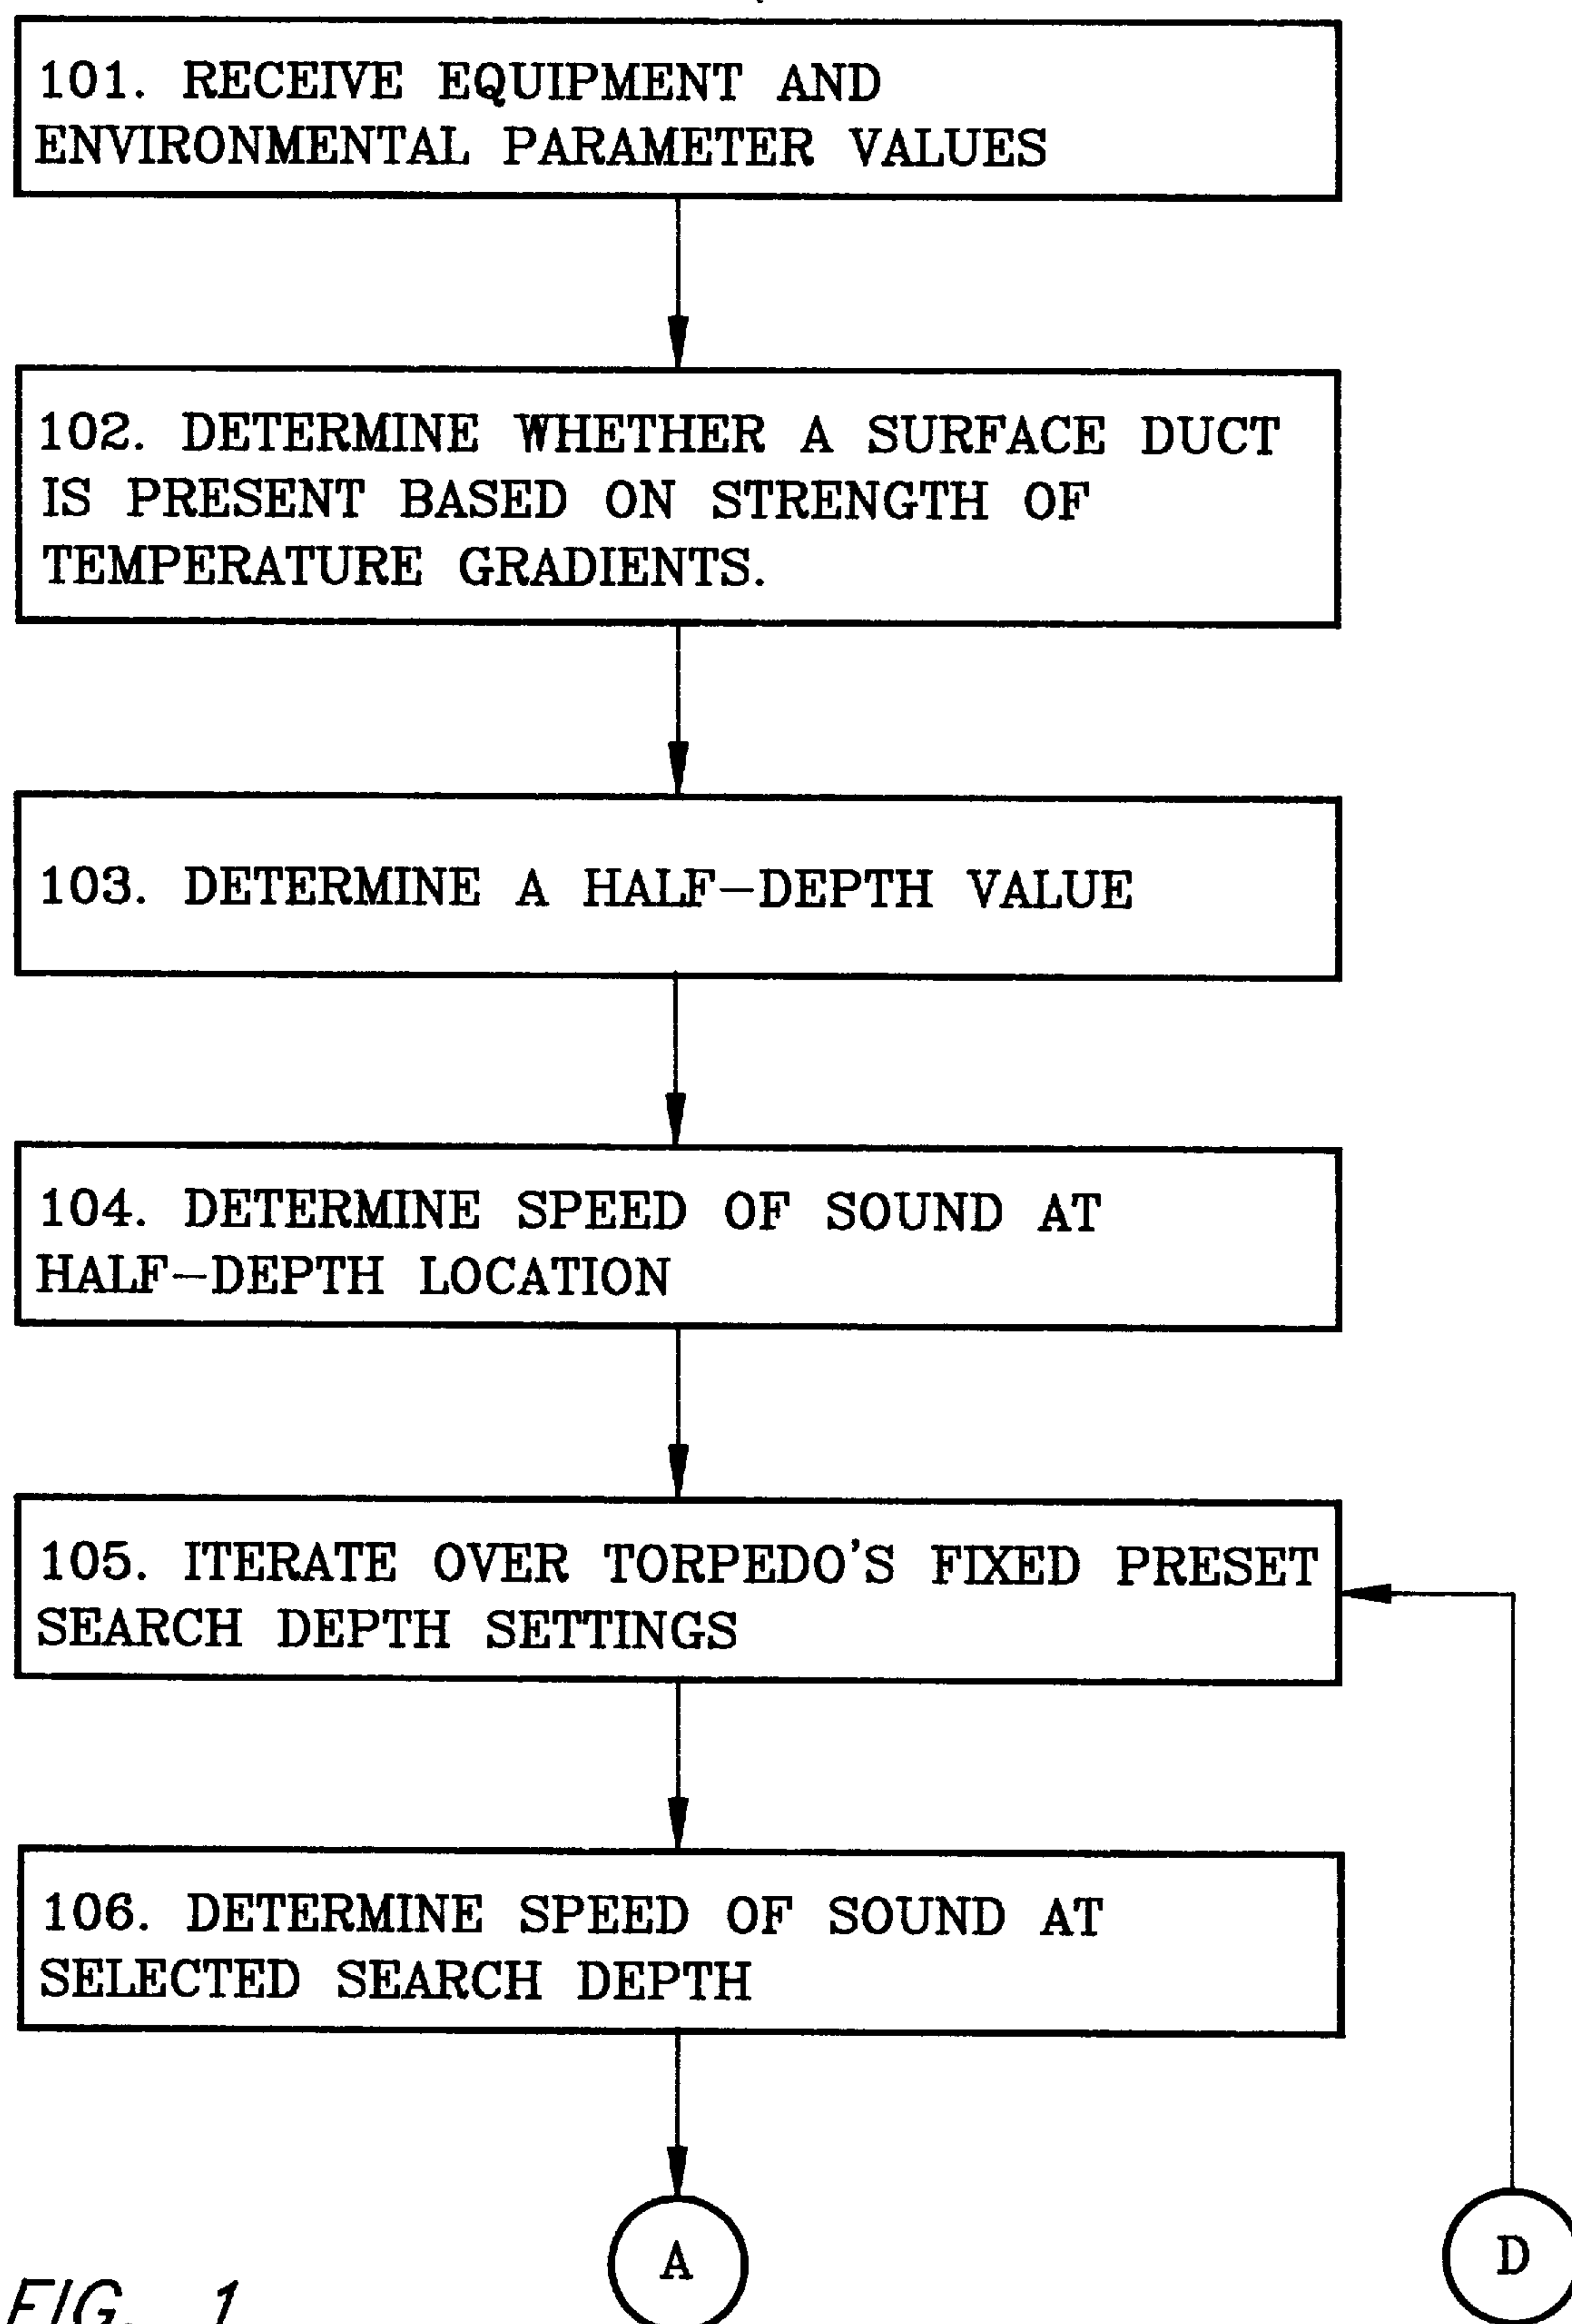 101. RECEIVE EQUIPMENT AND
ENVIRONMENTAL PARAMETER VALUES
102. DETERMINE WHETHER A SURFACE DUCT
IS PRESENT BASED ON STRENGTH OF
TEMPERATURE GRADIENTS.
103. DETERMINE A HALF-DEPTH VALUE
104. DETERMINE SPEED OF SOUND AT
HALF-DEPTH LOCATION
105. ITERATE OVER TORPEDO'S FIXED PRESET
SEARCH DEPTH SETTINGS
106. DETERMINE SPEED OF SOUND AT
SELECTED SEARCH DEPTH
A
D
FIG. 1